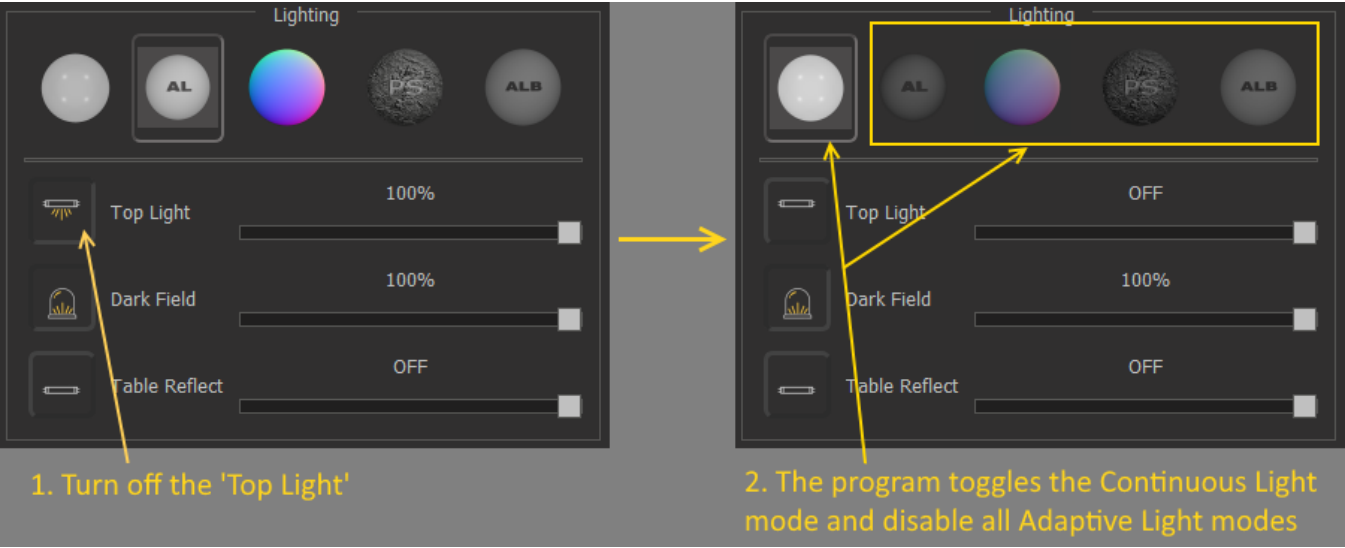 Lighting
AL
PS
ALB
100%
Top Light
100%
Dark Field
OFF
Table Reflect
1. Turn off the 'Top Light'
Lighting
AL
PS
ALB
OFF
Top Light
100%
Dark Field
OFF
Table Reflect
2. The program toggles the Continuous Light
mode and disable all Adaptive Light modes